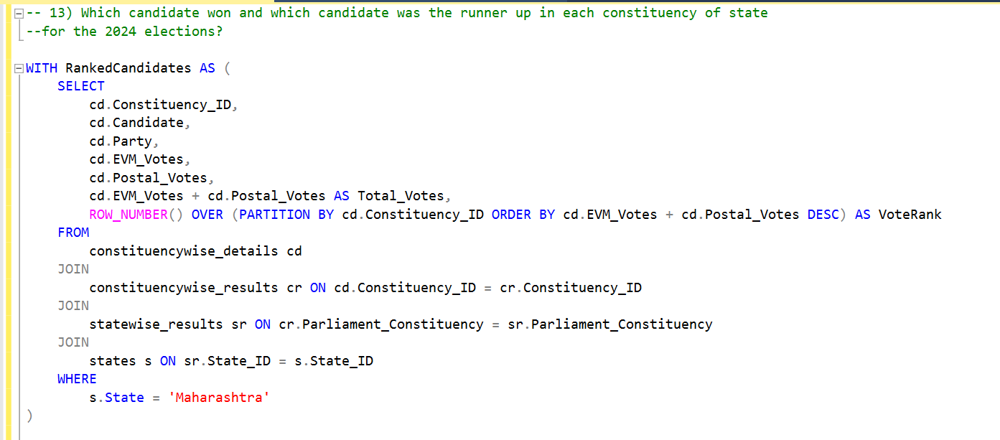 -- 13) Which candidate won and which candidate was the runner up in each constituency of state
--for the 2024 elections?
WITH RankedCandidates AS (
SELECT
cd.Constituency_ID,
cd.Candidate,
cd.Party,
cd.EVM_Votes,
cd.Postal_Votes,
cd.EVM_Votes + cd.Postal_Votes AS Total_Votes,
ROW_NUMBER() OVER (PARTITION BY cd.Constituency_ID ORDER BY cd.EVM_Votes + cd.Postal_Votes DESC) AS VoteRank
FROM
constituencywise_details cd
JOIN
constituencywise_results cr ON cd.Constituency_ID = cr.Constituency_ID
JOIN
statewise_results sr ON cr.Parliament_Constituency = sr.Parliament_Constituency
JOIN
states s ON sr.State_ID = s.State_ID
WHERE
s.State = 'Maharashtra'
)